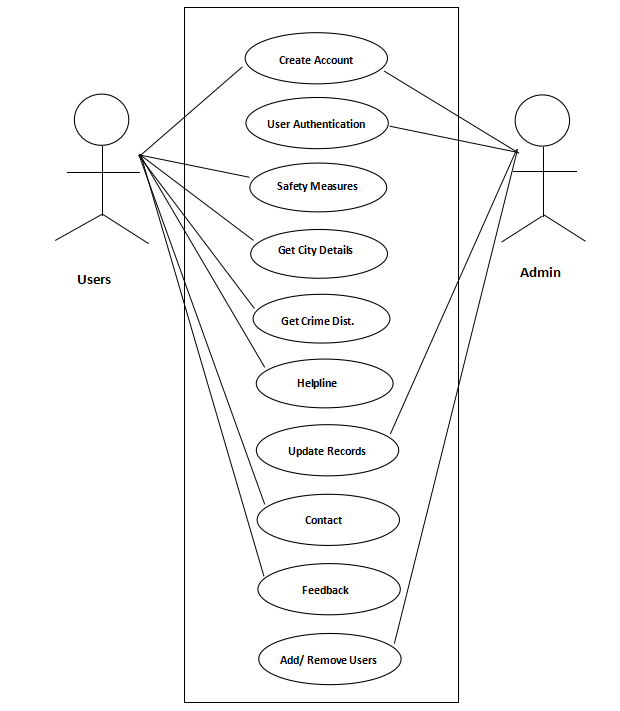 Create Account
User Authentication
Safety Measures
Get City Details
Users
Admin
Get Crime Dist.
Helpline
Update Records
Contact
Feedback
Add/ Remove Users